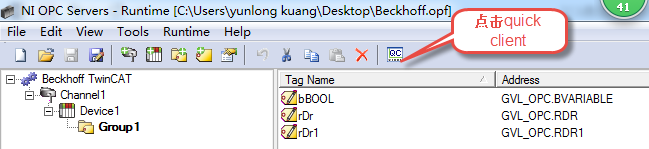 NI OPC Servers - Runtime [C:\Users\yunlong kuang\Desktop\Beckhoff.opf]
41
File Edit View Tools Runtime Help
点击quick
client
QC
Beckhoff TwinCAT
Channel1
Device1
Group1
Tag Name Address
bBOOL GVL_OPC.BVARIABLE
rDr GVL_OPC.RDR
rDr1 GVL_OPC.RDR1